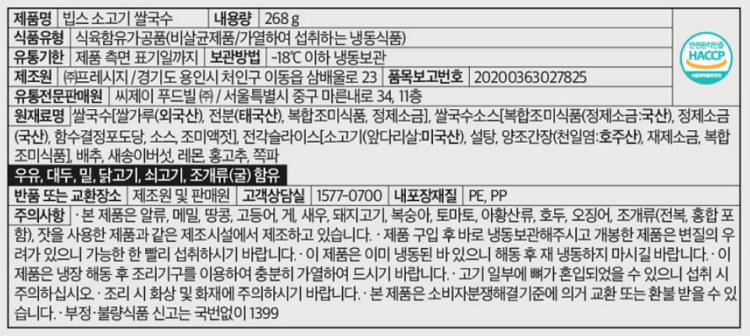 제품명 빕스 소고기 쌀국수 내용량 268 g
식품유형 식육함유가공품(비살균제품/가열하여 섭취하는 냉동식품)
유통기한 제품 측면 표기일까지 보관방법 -18℃ 이하 냉동보관
제조원 ㈜프레시지 / 경기도 용인시 처인구 이동읍 삼배울로 23 품목보고번호 20200363027825
유통전문판매원 씨제이 푸드빌 ㈜ / 서울특별시 중구 마른내로 34, 11층
안전관리인증
HACCP
식품의약품안전처
원재료명 쌀국수[쌀가루(외국산), 전분(태국산), 복합조미식품, 정제소금], 쌀국수소스[복합조미식품(정제소금:국산), 정제소금
(국산), 함수결정포도당, 소스, 조미액젓], 전각슬라이스[소고기(앞다리살:미국산), 설탕, 양조간장(천일염:호주산), 재제소금, 복합
조미식품], 배추, 새송이버섯, 레몬, 홍고추, 쪽파
우유, 대두, 밀, 닭고기, 쇠고기, 조개류(굴) 함유
반품 또는 교환장소 제조원 및 판매원 고객상담실 1577-0700 내포장재질 PE, PP
주의사항 · 본 제품은 알류, 메밀, 땅콩, 고등어, 게, 새우, 돼지고기, 복숭아, 토마토, 아황산류, 호두, 오징어, 조개류(전복, 홍합 포
함), 잣을 사용한 제품과 같은 제조시설에서 제조하고 있습니다. · 제품 구입 후 바로 냉동보관해주시고 개봉한 제품은 변질의 우
려가 있으니 가능한 한 빨리 섭취하시기 바랍니다. · 이 제품은 이미 냉동된 바 있으니 해동 후 재 냉동하지 마시길 바랍니다. · 이
제품은 냉장 해동 후 조리기구를 이용하여 충분히 가열하여 드시기 바랍니다. · 고기 일부에 뼈가 혼입되었을 수 있으니 섭취 시
주의하십시오 · 조리 시 화상 및 화재에 주의하시기 바랍니다. · 본 제품은 소비자분쟁해결기준에 의거 교환 또는 환불 받을 수 있
습니다. · 부정·불량식품 신고는 국번없이 1399